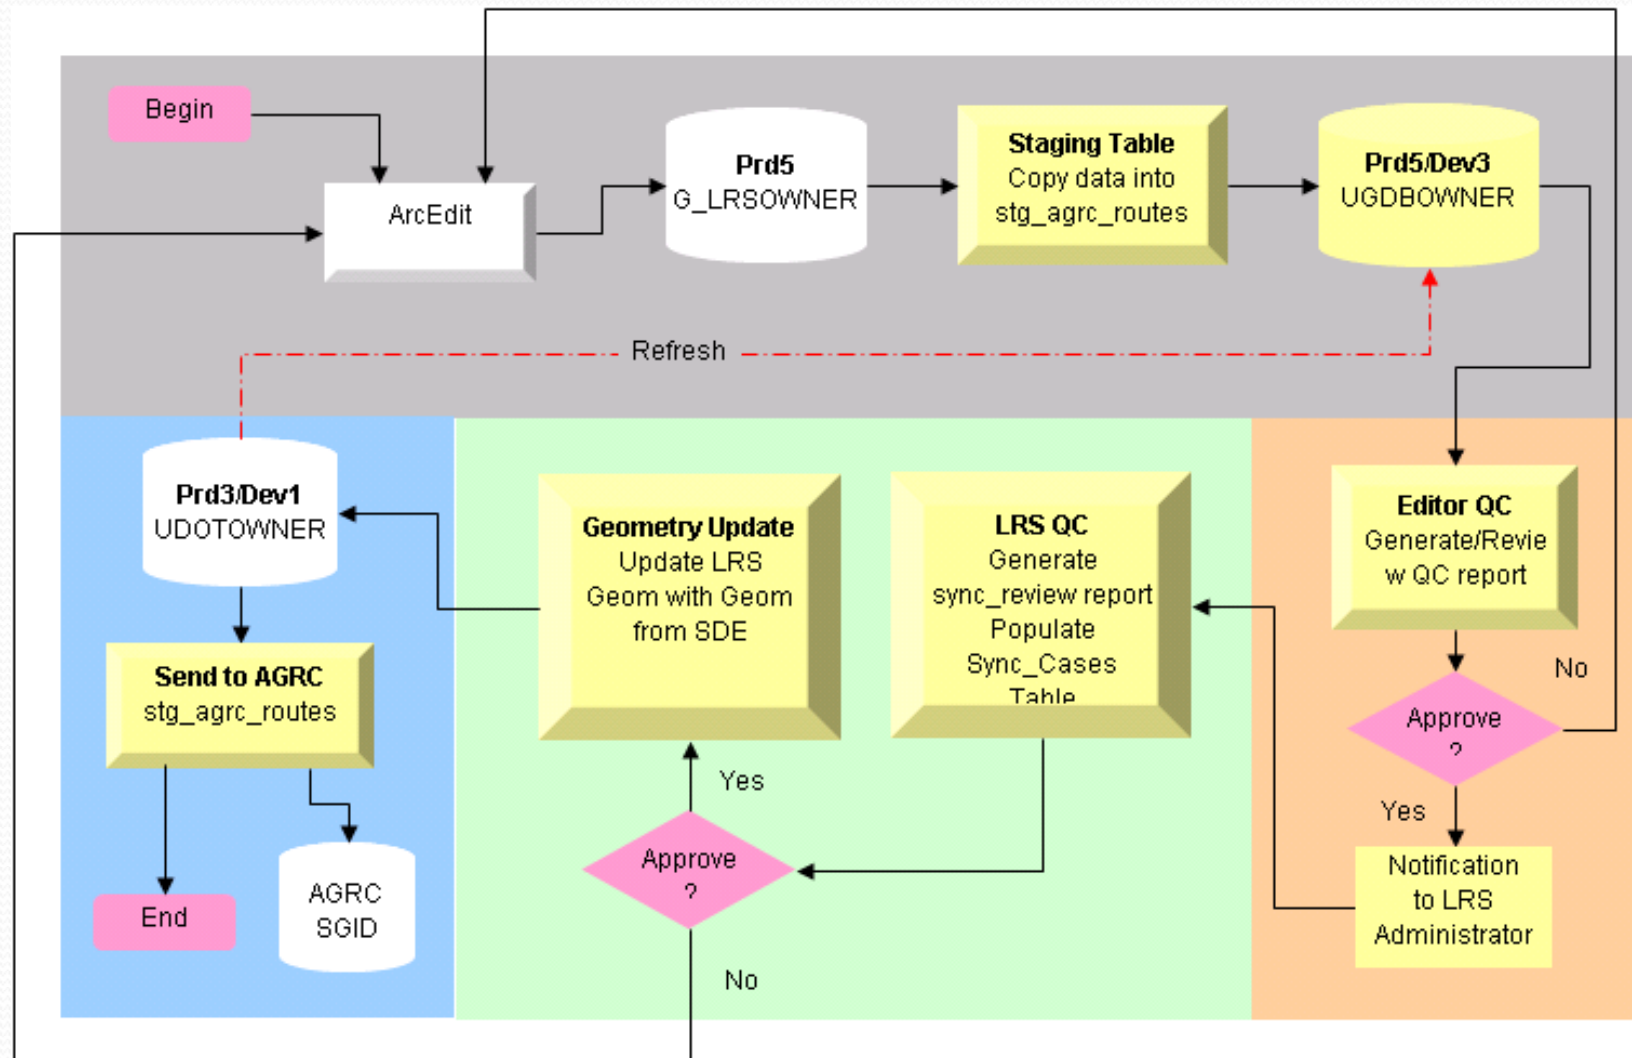 Begin
ArcEdit
Prd5
G_LRSOWNER
Staging Table
Copy data into
stg_agrc_routes
Prd5/Dev3
UGDBOWNER
Refresh
Prd3/Dev1
UDOTOWNER
Send to AGRC
stg_agrc_routes
End
AGRC
SGID
Geometry Update
Update LRS
Geom with Geom
from SDE
Yes
Approve
?
No
LRS QC
Generate
sync_review report
Populate
Sync_Cases
Table
Editor QC
Generate/Revie
w QC report
No
Approve
?
Yes
Notification
to LRS
Administrator